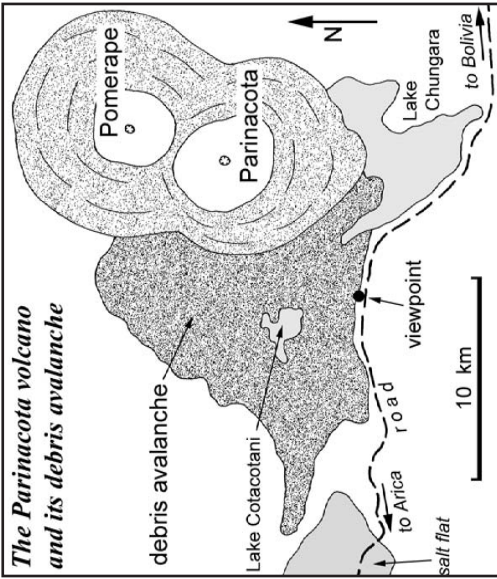 The Parinacota volcano
and its debris avalanche
Pomerape
Parinacota
N
debris avalanche
Lake Cotacotani
Lake
Chungara
to Bolivia
viewpoint
road
to Arica
salt flat
10 km